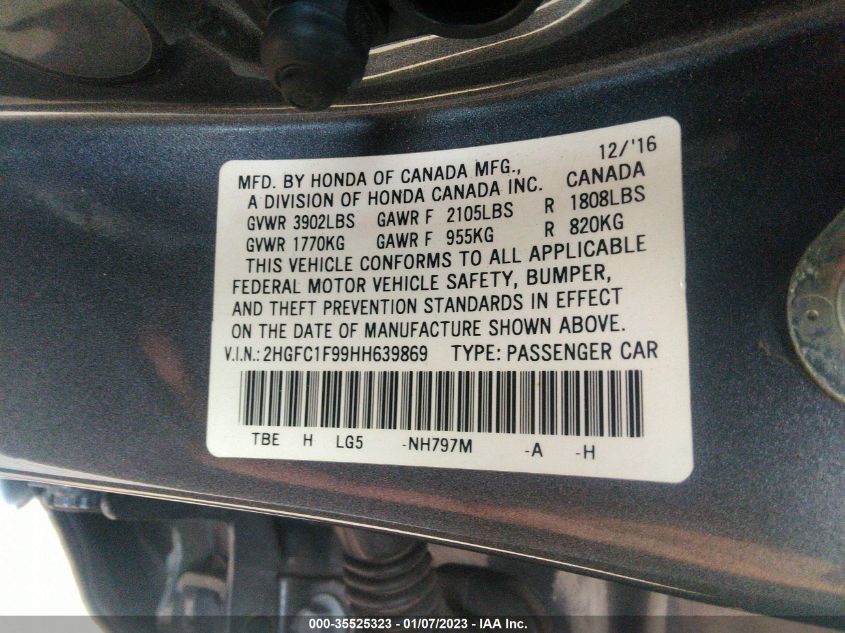 12/'16
MFD. BY HONDA OF CANADA MFG.,
A DIVISION OF HONDA CANADA INC. CANADA
GVWR 3902LBS GAWR F 2105LBS R 1808LBS
GVWR 1770KG GAWR F 955KG R 820KG
THIS VEHICLE CONFORMS TO ALL APPLICABLE
FEDERAL MOTOR VEHICLE SAFETY, BUMPER,
AND THEFT PREVENTION STANDARDS IN EFFECT
ON THE DATE OF MANUFACTURE SHOWN ABOVE.
V.I.N.: 2HGFC1F99HH639869 TYPE: PASSENGER CAR
TBE H LG5 -NH797M -A -H
000-35525323 - 01/07/2023 - IAA Inc.